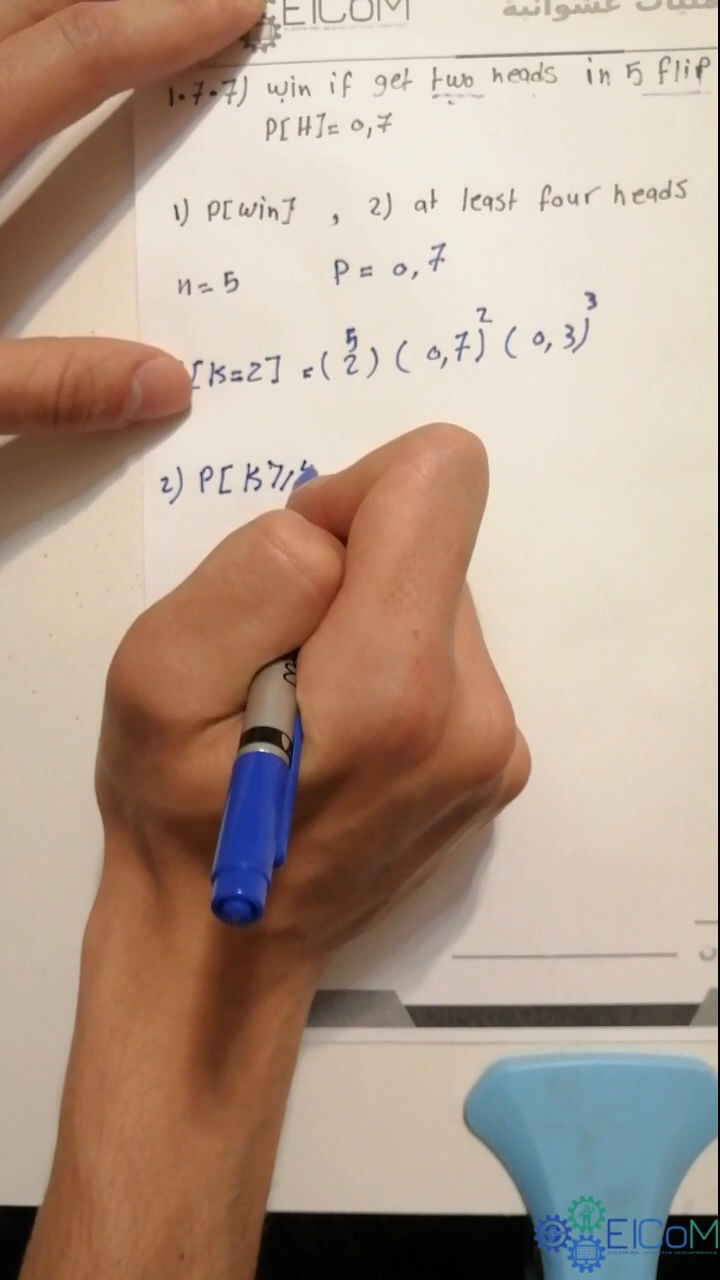 EICoM
عشوائية
1.7.7) win if get two heads in 5 flip
P[H]= 0,7
1) P[win] , 2) at least four heads
n= 5 P = 0,7
[K=2] = (5 2) (0,7)² (0,3)³
2) P[K⩾
EICoM